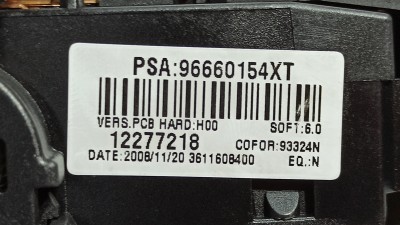 PSA:96660154XT
VERS.PCB HARD:H00 SOFT:6.0
12277218 COFOR:93324N
DATE:2008/11/20 3611608400 EQ.:N